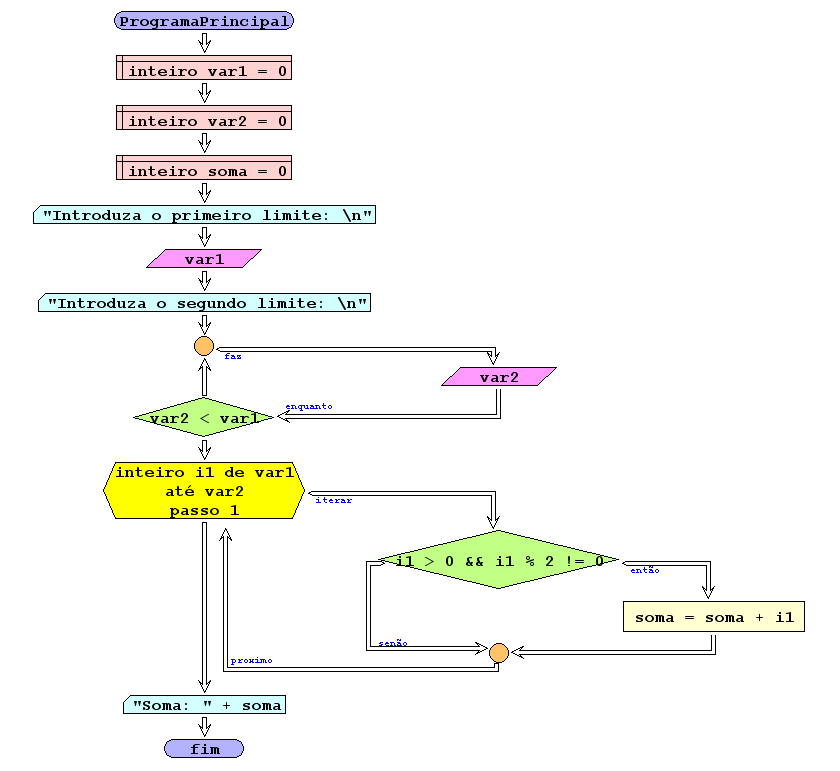 ProgramaPrincipal
inteiro var1 = 0
inteiro var2 = 0
inteiro soma = 0
"Introduza o primeiro limite: \n"
var1
"Introduza o segundo limite: \n"
faz
var2
enquanto
var2 < var1
inteiro i1 de var1
até var2
passo 1
iterar
i1 > 0 && i1 % 2 != 0
então
soma = soma + i1
senão
proximo
"Soma: " + soma
fim